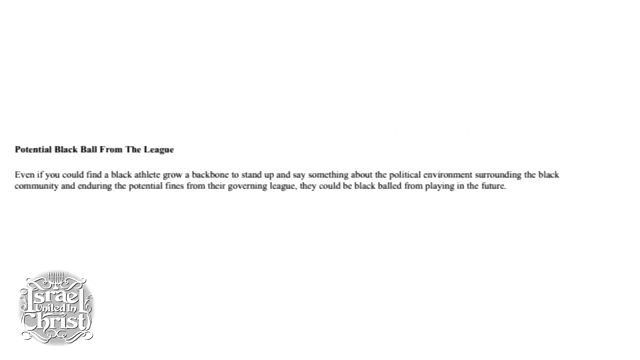 Potential Black Ball From The League
Even if you could find a black athlete grow a backbone to stand up and say something about the political environment surrounding the black
community and enduring the potential fines from their governing league, they could be black balled from playing in the future.
Israel
United In
Christ